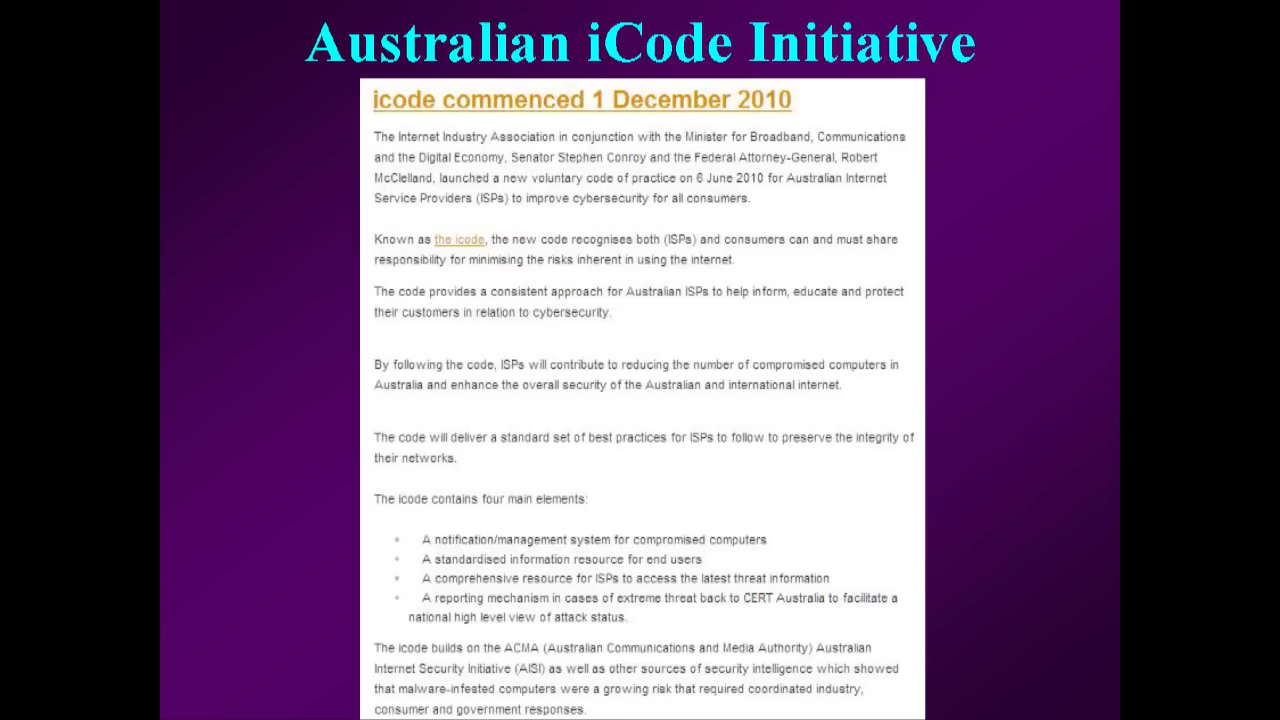 Australian iCode Initiative
icode commenced 1 December 2010
The Internet Industry Association in conjunction with the Minister for Broadband, Communications
and the Digital Economy, Senator Stephen Conroy and the Federal Attorney-General, Robert
McClelland, launched a new voluntary code of practice on 6 June 2010 for Australian Internet
Service Providers (ISPs) to improve cybersecurity for all consumers.
Known as the icode, the new code recognises both (ISPs) and consumers can and must share
responsibility for minimising the risks inherent in using the internet.
The code provides a consistent approach for Australian ISPs to help inform, educate and protect
their customers in relation to cybersecurity.
By following the code, ISPs will contribute to reducing the number of compromised computers in
Australia and enhance the overall security of the Australian and international internet.
The code will deliver a standard set of best practices for ISPs to follow to preserve the integrity of
their networks.
The icode contains four main elements:
• A notification/management system for compromised computers
• A standardised information resource for end users
• A comprehensive resource for ISPs to access the latest threat information
• A reporting mechanism in cases of extreme threat back to CERT Australia to facilitate a
national high level view of attack status.
The icode builds on the ACMA (Australian Communications and Media Authority) Australian
Internet Security Initiative (AISI) as well as other sources of security intelligence which showed
that malware-infested computers were a growing risk that required coordinated industry,
consumer and government responses.